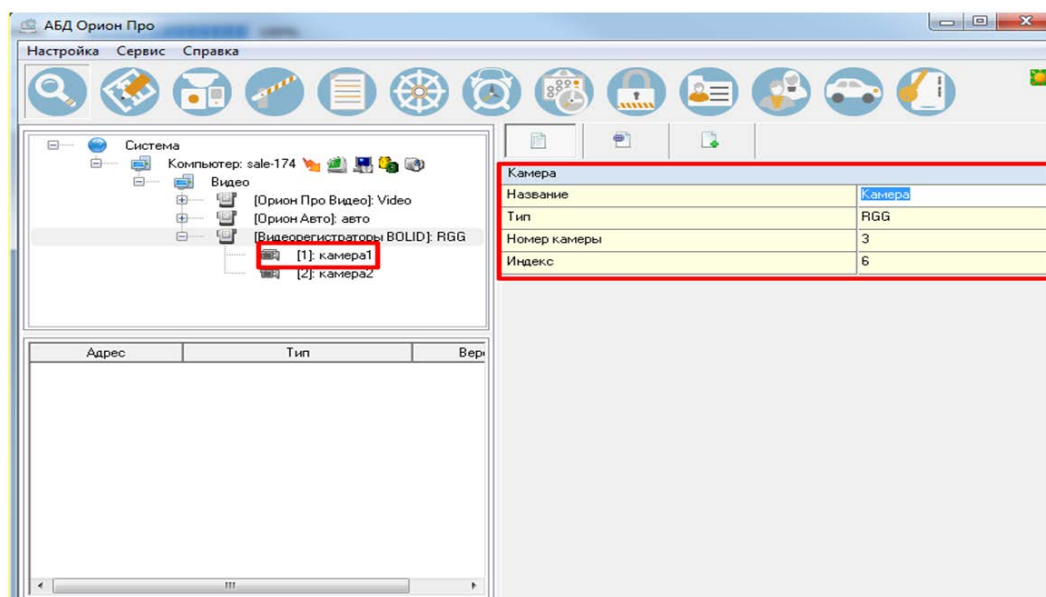 АБД Орион Про
Настройка Сервис Справка
Система
Компьютер: sale-174
Видео
[Орион Про Видео]: Video
[Орион Авто]: авто
[Видеорегистраторы BOLID]: RGG
[1]: камера1
[2]: камера2
Камера
Название Камера
Тип RGG
Номер камеры 3
Индекс 6
Адрес Тип